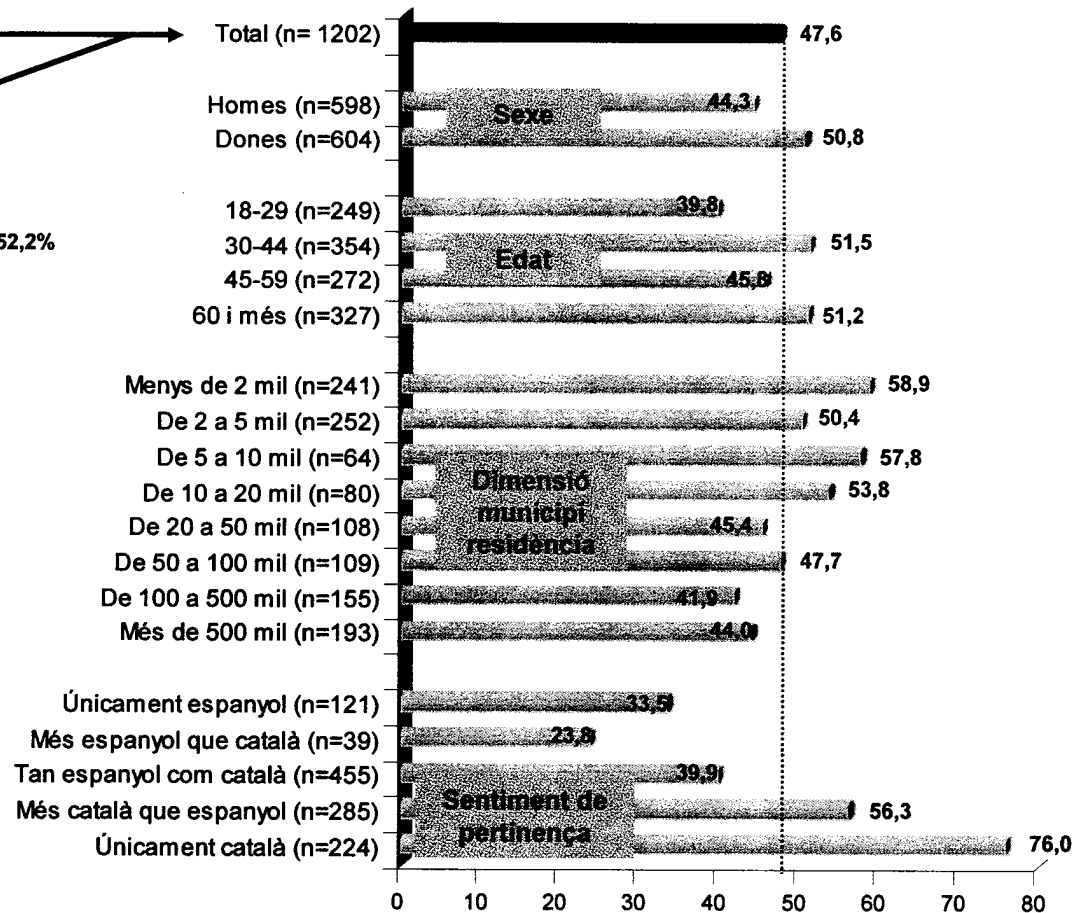 Total (n= 1202) 47,6
Homes (n=598) 44,3
Sexe
Dones (n=604) 50,8
18-29 (n=249) 39,8
52,2%
30-44 (n=354) 51,5
Edat
45-59 (n=272) 45,8
60 i més (n=327) 51,2
Menys de 2 mil (n=241) 58,9
De 2 a 5 mil (n=252) 50,4
De 5 a 10 mil (n=64) 57,8
De 10 a 20 mil (n=80) 53,8
Dimensió
municipi
residència
De 20 a 50 mil (n=108) 45,4
De 50 a 100 mil (n=109) 47,7
De 100 a 500 mil (n=155) 41,9
Més de 500 mil (n=193) 44,0
Únicament espanyol (n=121) 33,5
Més espanyol que català (n=39) 23,8
Tan espanyol com català (n=455) 39,9
Sentiment de
pertinença
Més català que espanyol (n=285) 56,3
Únicament català (n=224) 76,0
0 10 20 30 40 50 60 70 80